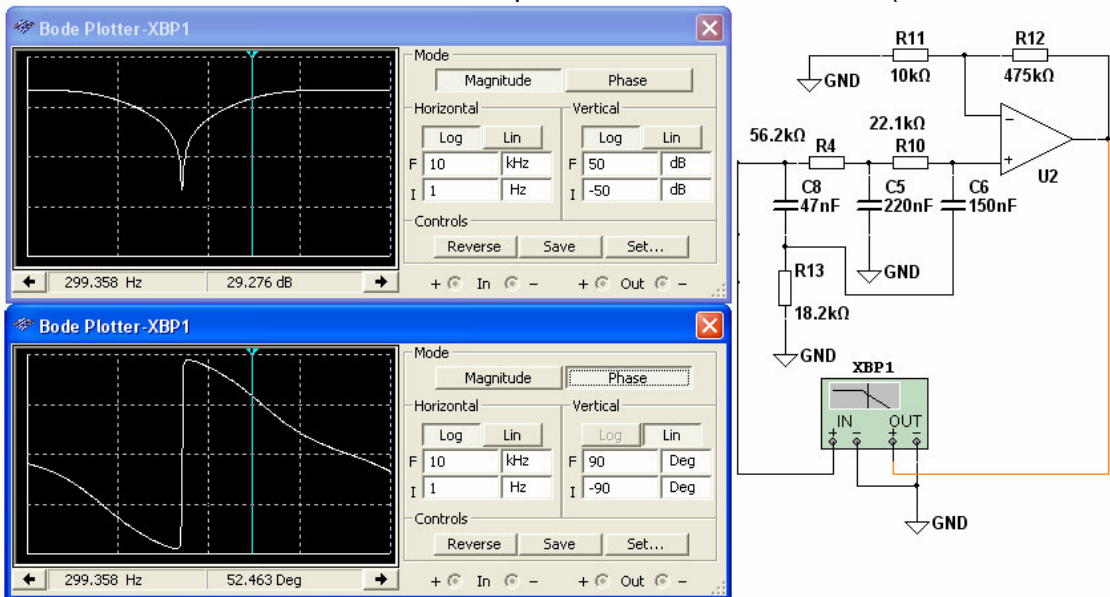 Bode Plotter-XBP1
Mode
Magnitude Phase
Horizontal Vertical
Log Lin Log Lin
F 10 kHz F 50 dB
I 1 Hz I -50 dB
Controls
Reverse Save Set...
299.358 Hz 29.276 dB + In - + Out -
Bode Plotter-XBP1
Mode
Magnitude Phase
Horizontal Vertical
Log Lin Log Lin
F 10 kHz F 90 Deg
I 1 Hz I -90 Deg
Controls
Reverse Save Set...
299.358 Hz 52.463 Deg + In - + Out -
R11 R12
GND 10kΩ 475kΩ
22.1kΩ
56.2kΩ R4 R10
U2
C8 C5 C6
47nF 220nF 150nF
R13 GND
18.2kΩ
GND
XBP1
IN OUT
GND